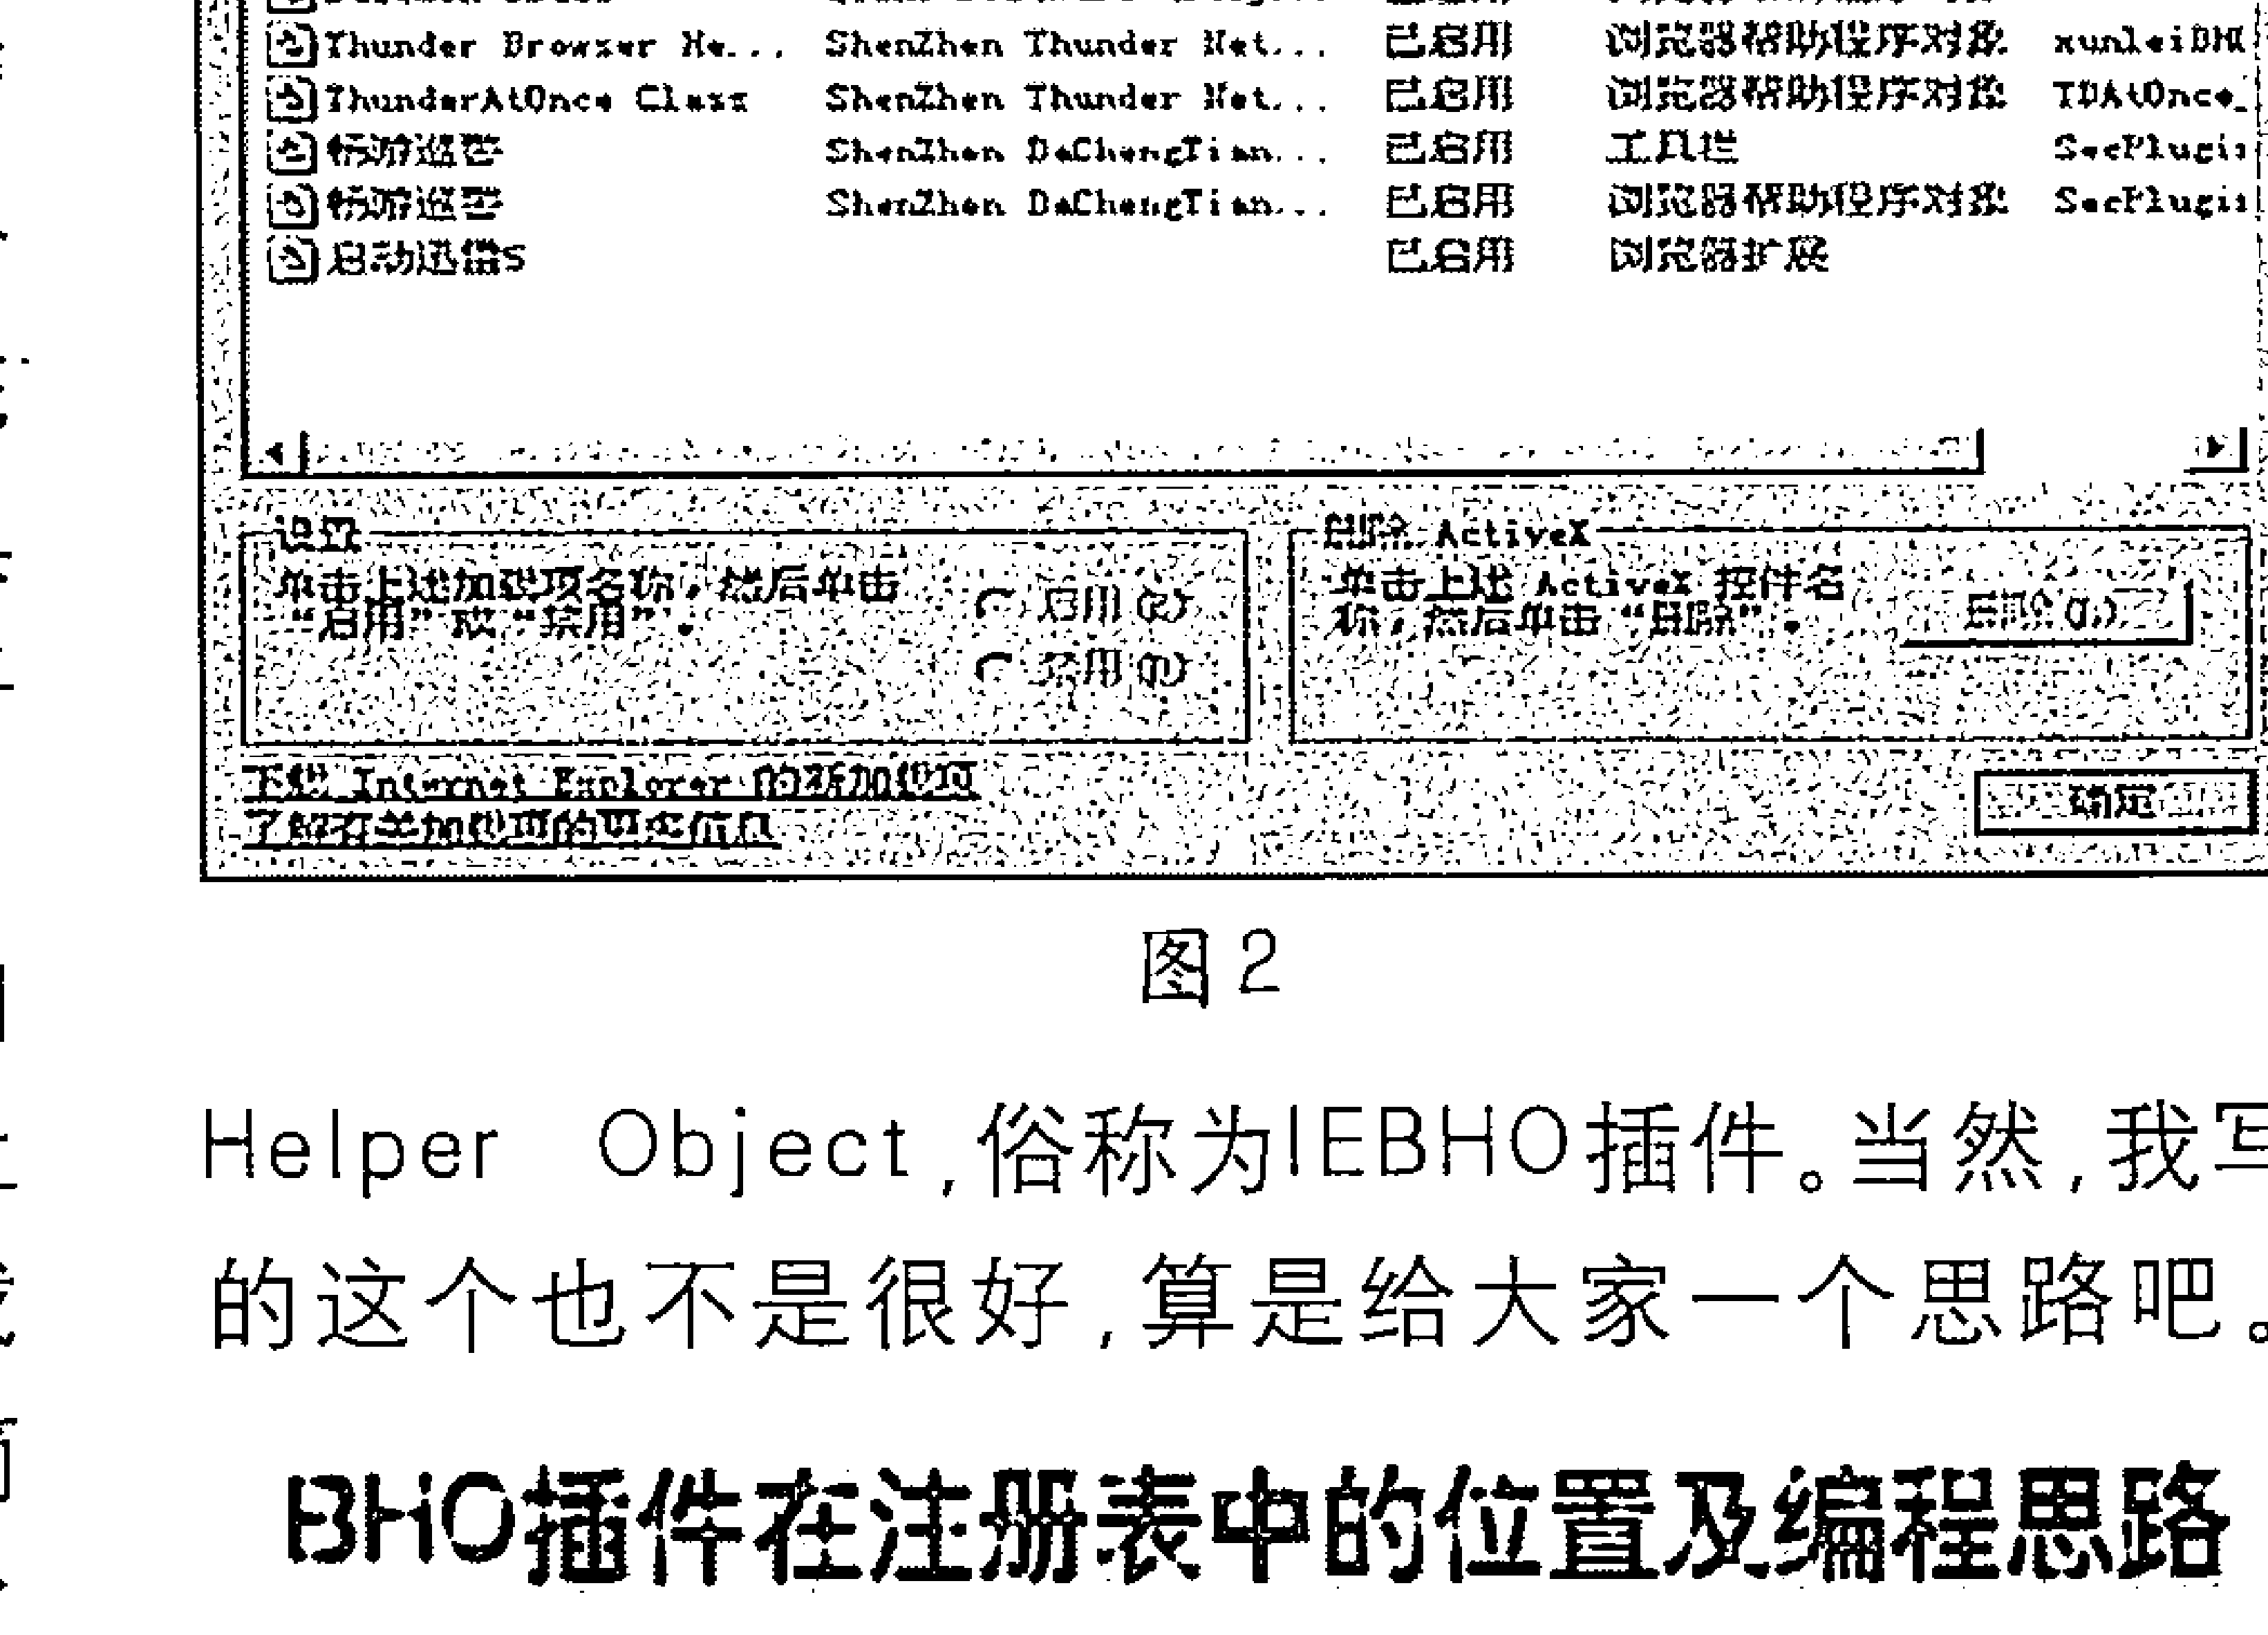 Thunder Browser He... ShenZhen Thunder Net... 已启用 浏览器帮助程序对象 xunleiBHO
ThunderAtOnce Class ShenZhen Thunder Net... 已启用 浏览器帮助程序对象 TDAtOnce_
畅游巡警 ShenZhen DaChengTian... 已启用 工具栏 SecPlugi
畅游巡警 ShenZhen DaChengTian... 已启用 浏览器帮助程序对象 SecPlugi
启动迅雷5 已启用 浏览器扩展
设置
单击上述加载项名称，然后单击
“启用”或“禁用”。
启用(E)
禁用
删除 ActiveX
单击上述 ActiveX 控件名
称，然后单击“删除”。
删除(D)
下载 Internet Explorer 的新加载项
了解有关加载项的更多信息
确定
图2
Helper Object,俗称为IEBHO插件。当然,我写
的这个也不是很好,算是给大家一个思路吧。
BHO插件在注册表中的位置及编程思路